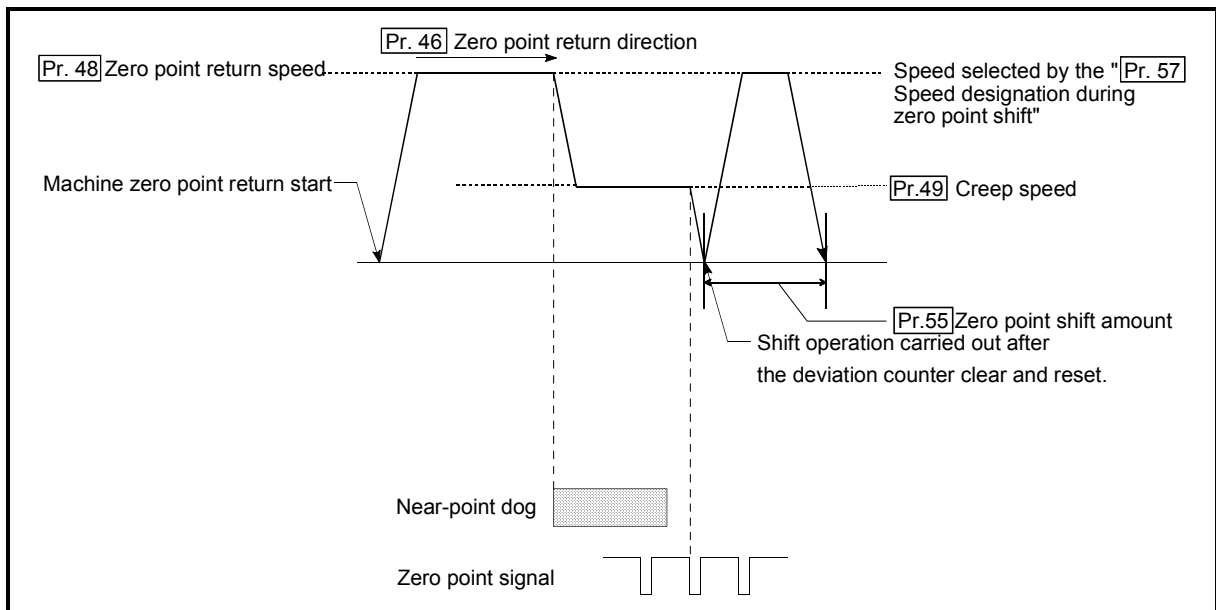 Pr. 46 Zero point return direction
Pr. 48 Zero point return speed
Speed selected by the "Pr. 57
Speed designation during
zero point shift"
Machine zero point return start
Pr.49 Creep speed
Pr.55 Zero point shift amount
Shift operation carried out after
the deviation counter clear and reset.
Near-point dog
Zero point signal